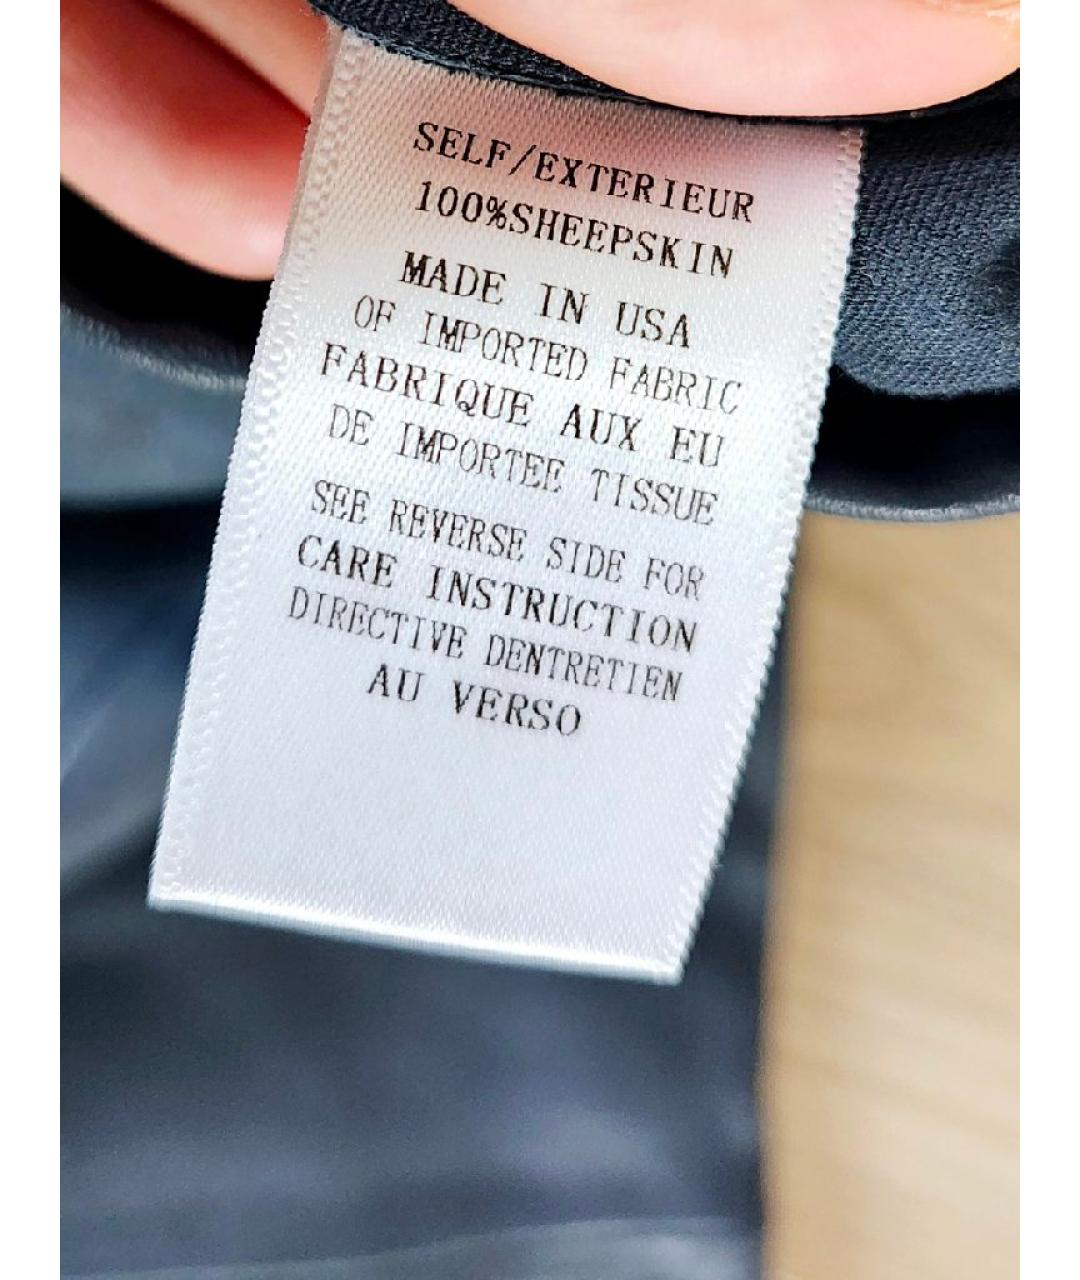 SELF/EXTERIEUR
100%SHEEPSKIN
MADE IN USA
OF IMPORTED FABRIC
FABRIQUE AUX EU
DE IMPORTEE TISSUE
SEE REVERSE SIDE FOR
CARE INSTRUCTION
DIRECTIVE DENTRETIEN
AU VERSO